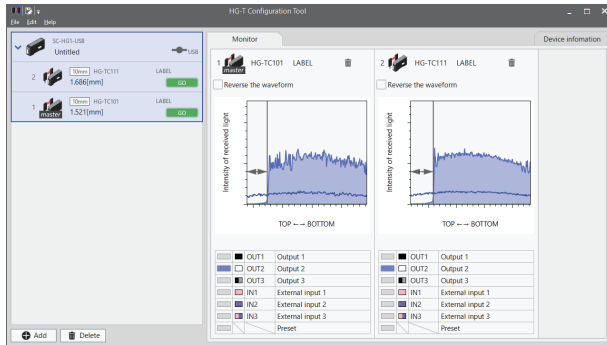 HG-T Configuration Tool
File Edit Help
SC-HG1-USB
Untitled
USB
2 10mm HG-TC111 LABEL
1.686[mm] GO
1 master 10mm HG-TC101 LABEL
1.521[mm] GO
Add Delete
Monitor
Device infomation
1 master HG-TC101 LABEL
Reverse the waveform
Intensity of received light
TOP ←→ BOTTOM
OUT1 Output 1
OUT2 Output 2
OUT3 Output 3
IN1 External input 1
IN2 External input 2
IN3 External input 3
Preset
2 HG-TC111 LABEL
Reverse the waveform
Intensity of received light
TOP ←→ BOTTOM
OUT1 Output 1
OUT2 Output 2
OUT3 Output 3
IN1 External input 1
IN2 External input 2
IN3 External input 3
Preset